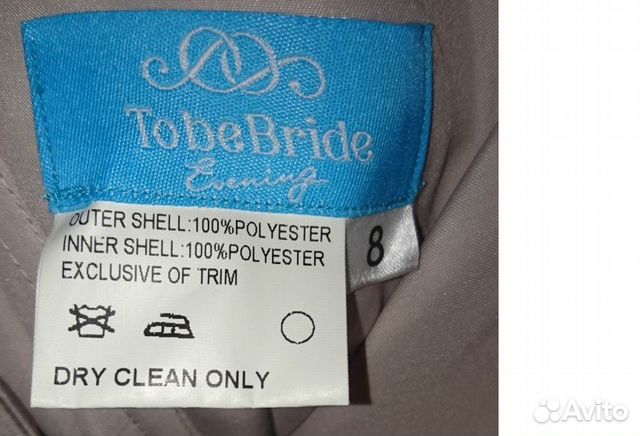 TobeBride
Evening
OUTER SHELL:100%POLYESTER
INNER SHELL:100%POLYESTER
EXCLUSIVE OF TRIM
8
DRY CLEAN ONLY
Avito